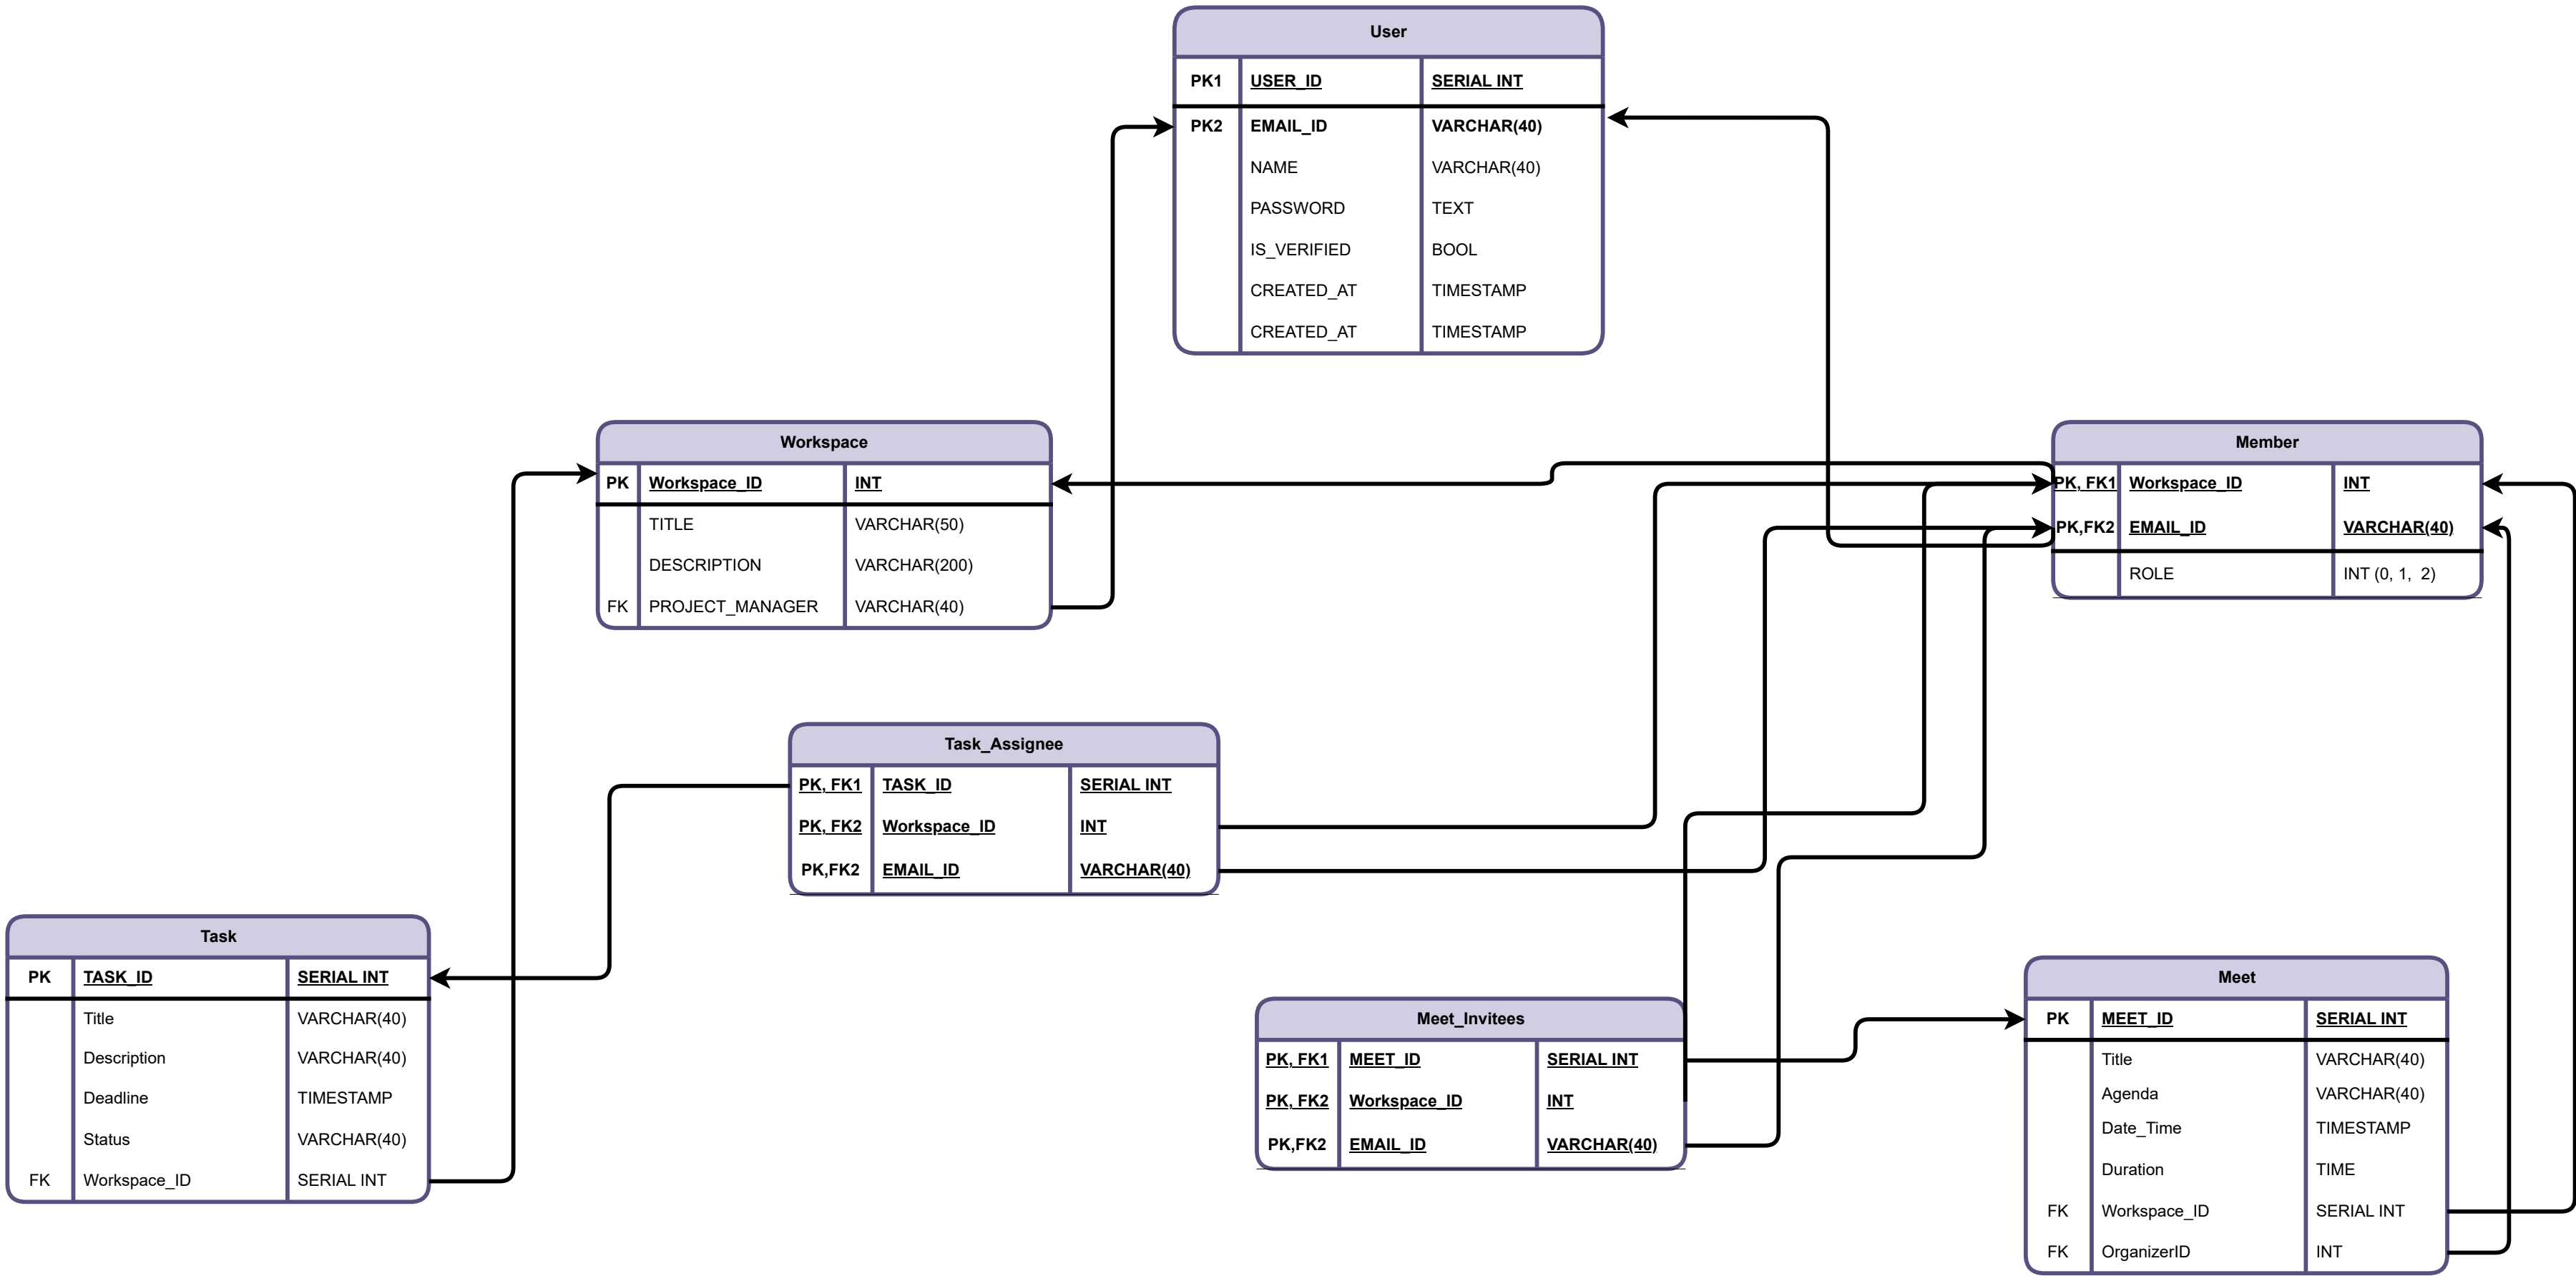 User
PK1 USER_ID SERIAL INT
PK2 EMAIL_ID VARCHAR(40)
NAME VARCHAR(40)
PASSWORD TEXT
IS_VERIFIED BOOL
CREATED_AT TIMESTAMP
CREATED_AT TIMESTAMP
Workspace
PK Workspace_ID INT
TITLE VARCHAR(50)
DESCRIPTION VARCHAR(200)
FK PROJECT_MANAGER VARCHAR(40)
Member
PK, FK1 Workspace_ID INT
PK,FK2 EMAIL_ID VARCHAR(40)
ROLE INT (0, 1, 2)
Task_Assignee
PK, FK1 TASK_ID SERIAL INT
PK, FK2 Workspace_ID INT
PK,FK2 EMAIL_ID VARCHAR(40)
Task
PK TASK_ID SERIAL INT
Title VARCHAR(40)
Description VARCHAR(40)
Deadline TIMESTAMP
Status VARCHAR(40)
FK Workspace_ID SERIAL INT
Meet_Invitees
PK, FK1 MEET_ID SERIAL INT
PK, FK2 Workspace_ID INT
PK,FK2 EMAIL_ID VARCHAR(40)
Meet
PK MEET_ID SERIAL INT
Title VARCHAR(40)
Agenda VARCHAR(40)
Date_Time TIMESTAMP
Duration TIME
FK Workspace_ID SERIAL INT
FK OrganizerID INT